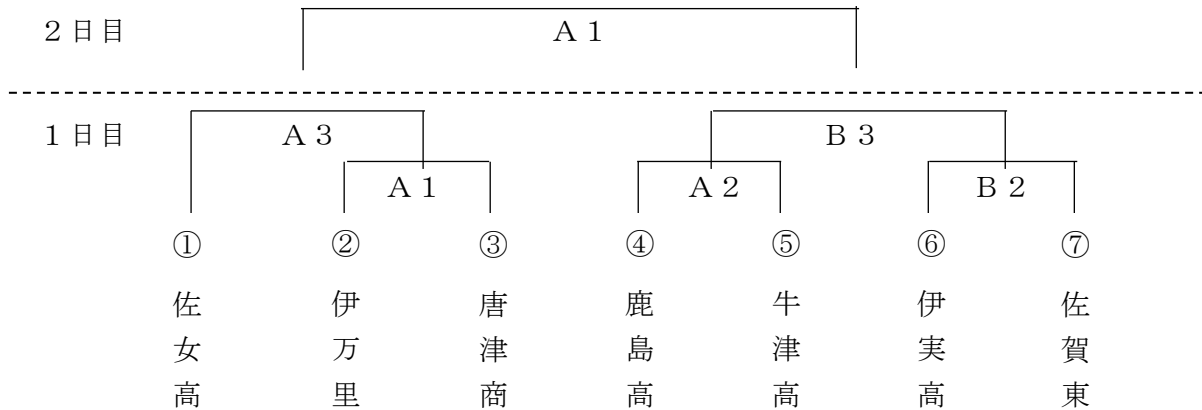 ２日目 Ａ１
１日目 Ａ３ Ｂ３
Ａ１ Ａ２ Ｂ２
① ② ③ ④ ⑤ ⑥ ⑦
佐女高
伊万里
唐津商
鹿島高
牛津高
伊実高
佐賀東